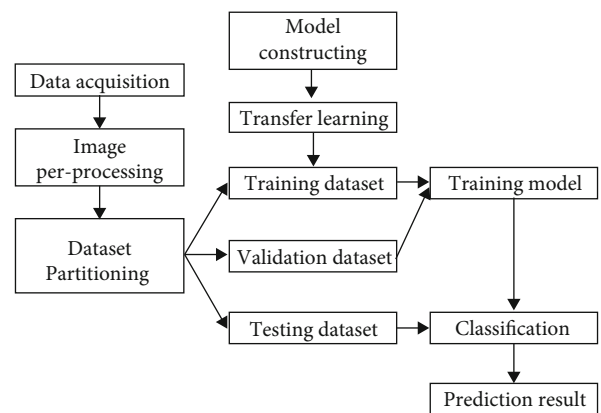 Model
constructing
Data acquisition
Transfer learning
Image
per-processing
Training dataset
Training model
Dataset
Partitioning
Validation dataset
Testing dataset
Classification
Prediction result